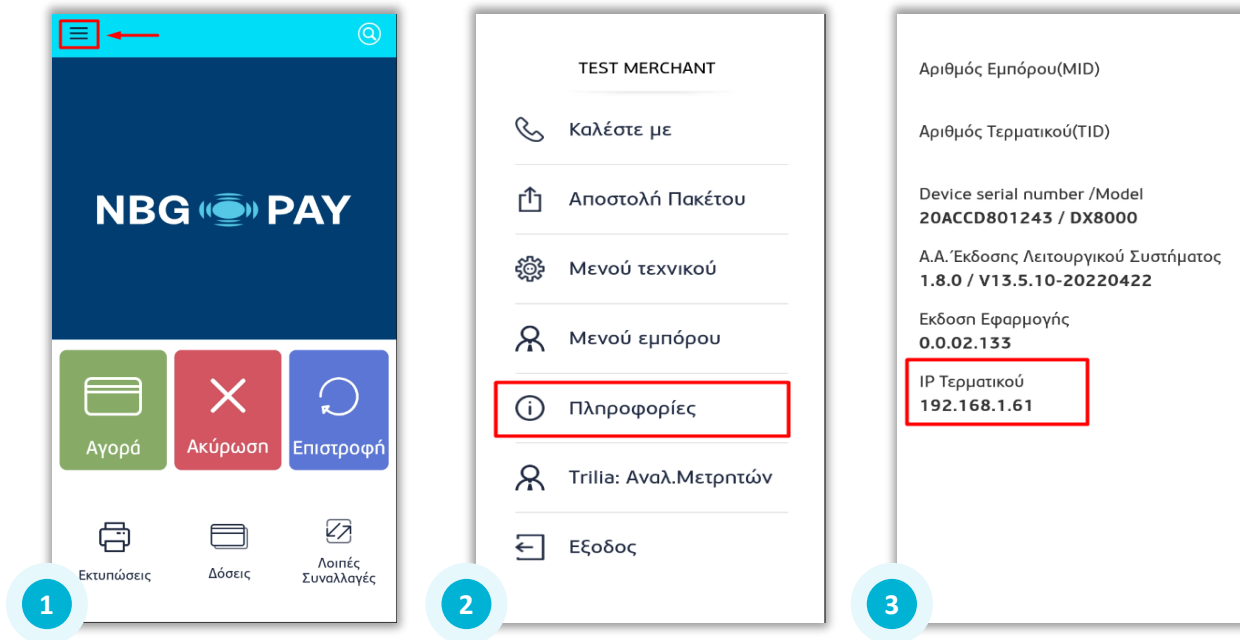 NBG PAY
Αγορά
Ακύρωση
Επιστροφή
Εκτυπώσεις
Δόσεις
Λοιπές
Συναλλαγές
1
TEST MERCHANT
Καλέστε με
Αποστολή Πακέτου
Μενού τεχνικού
Μενού εμπόρου
Πληροφορίες
Trilia: Αναλ.Μετρητών
Εξοδος
2
Αριθμός Εμπόρου(MID)
Αριθμός Τερματικού(TID)
Device serial number /Model
20ACCD801243 / DX8000
Α.Α. Έκδοσης Λειτουργικού Συστήματος
1.8.0 / V13.5.10-20220422
Εκδοση Εφαρμογής
0.0.02.133
IP Τερματικού
192.168.1.61
3